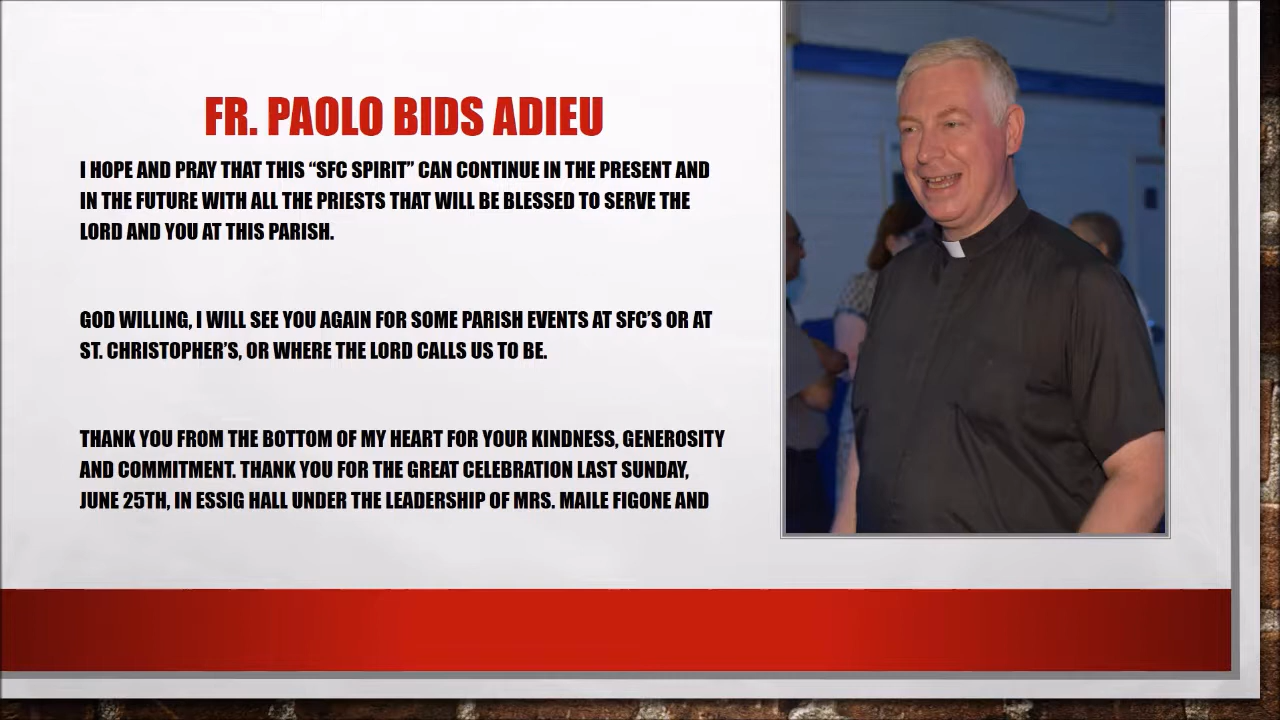 FR. PAOLO BIDS ADIEU
I HOPE AND PRAY THAT THIS “SFC SPIRIT” CAN CONTINUE IN THE PRESENT AND
IN THE FUTURE WITH ALL THE PRIESTS THAT WILL BE BLESSED TO SERVE THE
LORD AND YOU AT THIS PARISH.
GOD WILLING, I WILL SEE YOU AGAIN FOR SOME PARISH EVENTS AT SFC’S OR AT
ST. CHRISTOPHER’S, OR WHERE THE LORD CALLS US TO BE.
THANK YOU FROM THE BOTTOM OF MY HEART FOR YOUR KINDNESS, GENEROSITY
AND COMMITMENT. THANK YOU FOR THE GREAT CELEBRATION LAST SUNDAY,
JUNE 25TH, IN ESSIG HALL UNDER THE LEADERSHIP OF MRS. MAILE FIGONE AND